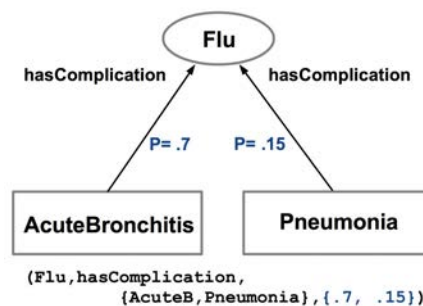 Flu
hasComplication hasComplication
P= .7 P= .15
AcuteBronchitis Pneumonia
(Flu,hasComplication,
{AcuteB,Pneumonia},{.7, .15})